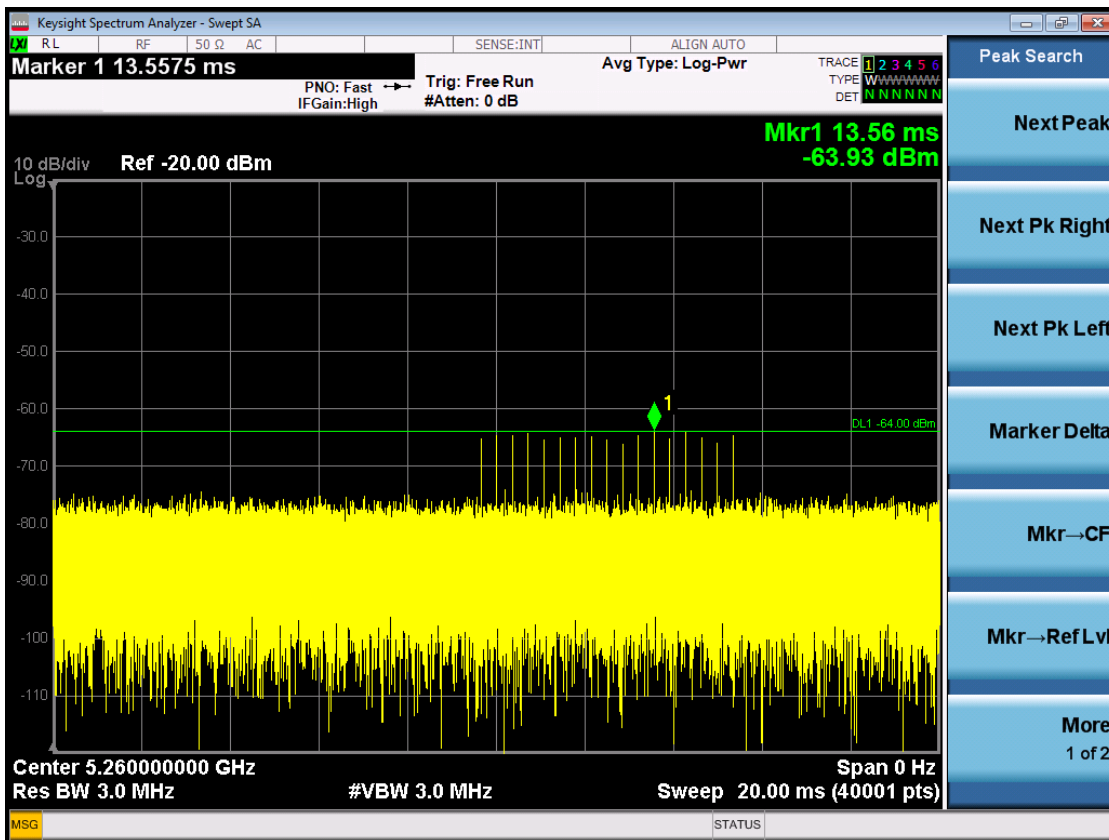 Keysight Spectrum Analyzer - Swept SA
LXI RL RF 50 Ω AC SENSE:INT ALIGN AUTO
Marker 1 13.5575 ms
PNO: Fast
IFGain:High
Trig: Free Run
#Atten: 0 dB
Avg Type: Log-Pwr
TRACE 1 2 3 4 5 6
TYPE WWWWWWW
DET N N N N N N
Peak Search
Mkr1 13.56 ms
-63.93 dBm
10 dB/div Ref -20.00 dBm
Log
-30.0
-40.0
-50.0
-60.0
-70.0
-80.0
-90.0
-100
-110
1
DL1 -64.00 dBm
Center 5.260000000 GHz Span 0 Hz
Res BW 3.0 MHz #VBW 3.0 MHz Sweep 20.00 ms (40001 pts)
Next Peak
Next Pk Right
Next Pk Left
Marker Delta
Mkr→CF
Mkr→Ref Lvl
More
1 of 2
MSG STATUS